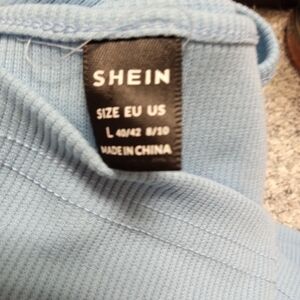 SHEIN
SIZE EU US
L 40/42 8/10
MADE IN CHINA